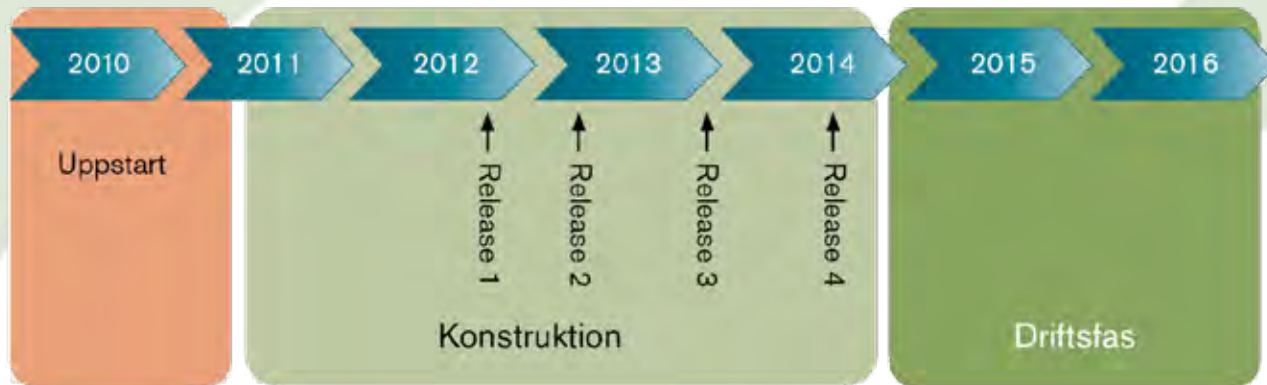 2010
2011
2012
2013
2014
2015
2016
Uppstart
Release 1
Release 2
Release 3
Release 4
Konstruktion
Driftsfas